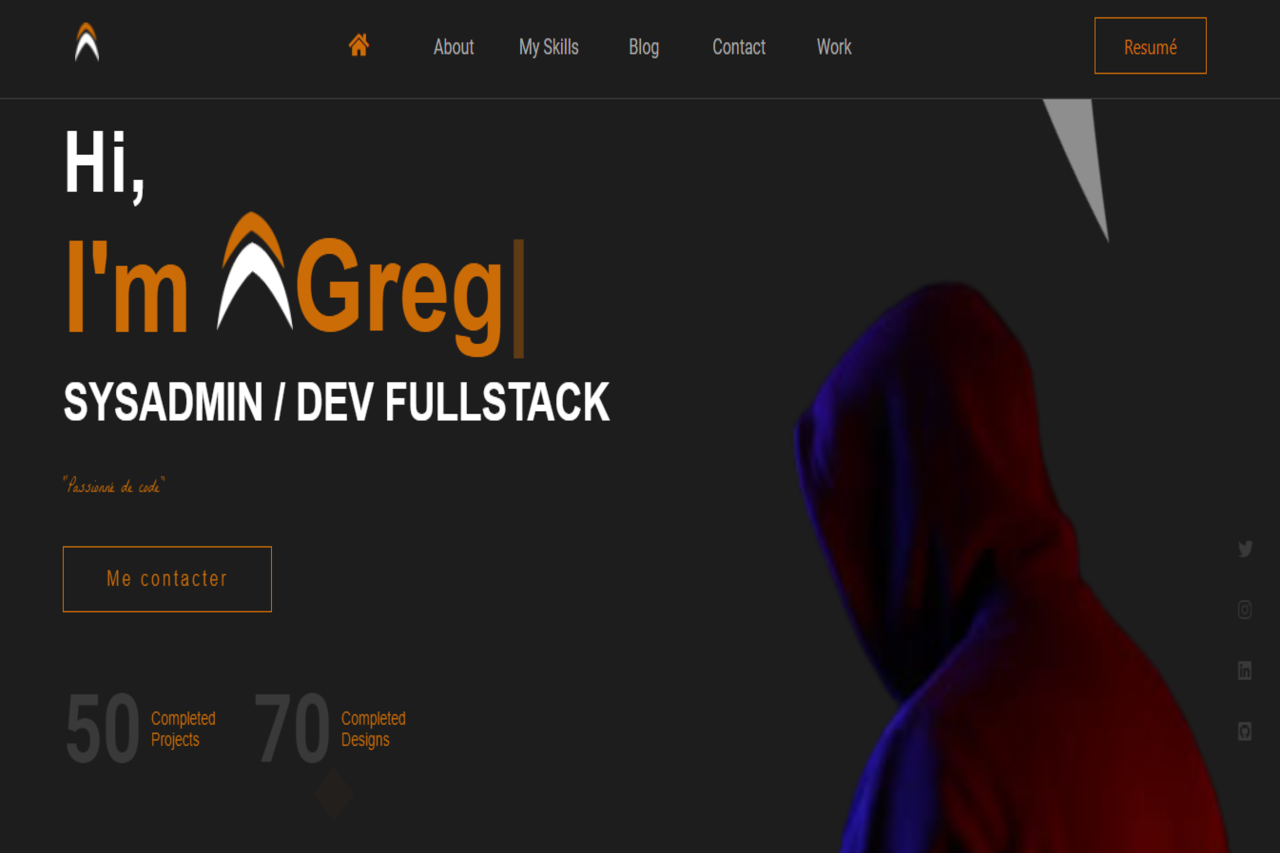 About My Skills Blog Contact Work Resumé
Hi,
I'm Greg|
SYSADMIN / DEV FULLSTACK
"Passionné de code"
Me contacter
50 Completed
Projects
70 Completed
Designs